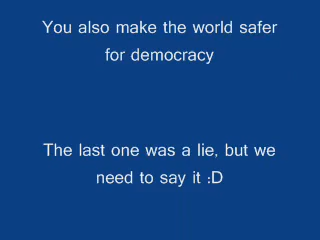 You also make the world safer
for democracy
The last one was a lie, but we
need to say it :D